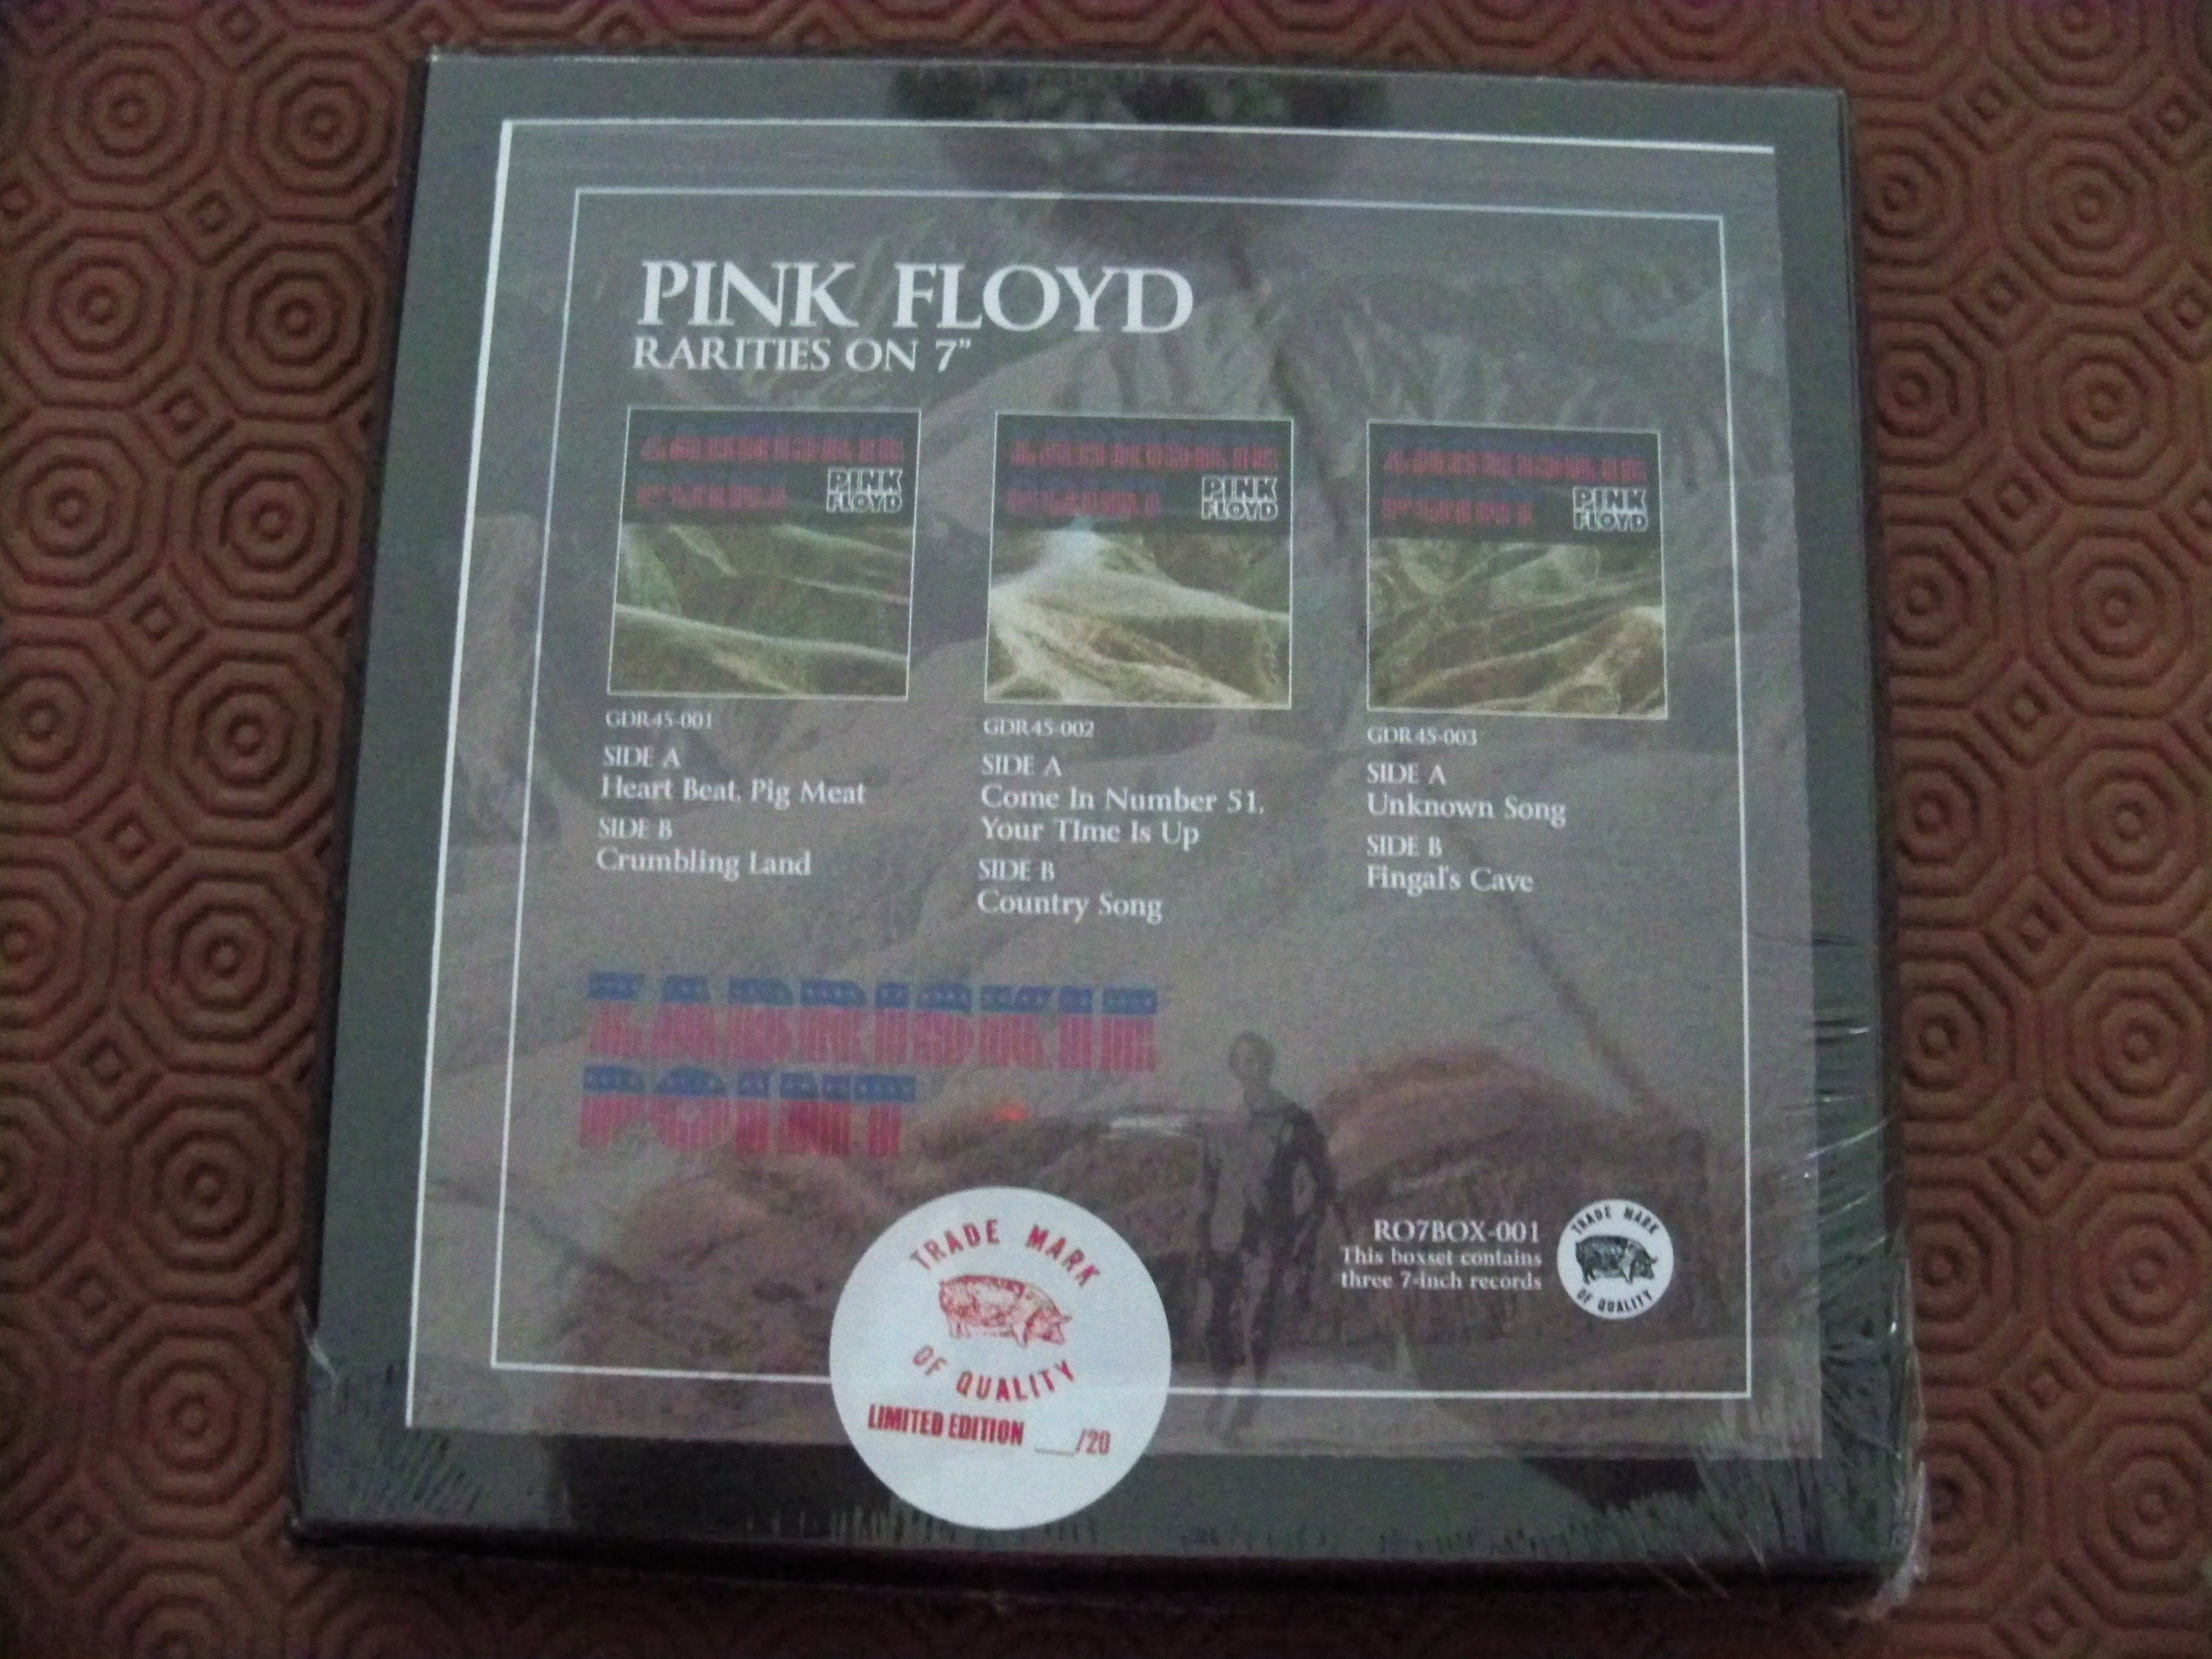 PINK FLOYD
RARITIES ON 7"
PINK
FLOYD
PINK
FLOYD
PINK
FLOYD
GDR45-001
SIDE A
Heart Beat, Pig Meat
SIDE B
Crumbling Land
GDR45-002
SIDE A
Come In Number 51,
Your TIme Is Up
SIDE B
Country Song
GDR45-003
SIDE A
Unknown Song
SIDE B
Fingal's Cave
ZABRISKIE
POINT
RO7BOX-001
This boxset contains
three 7-inch records
TRADE MARK
OF QUALITY
TRADE MARK
OF QUALITY
LIMITED EDITION ___/20